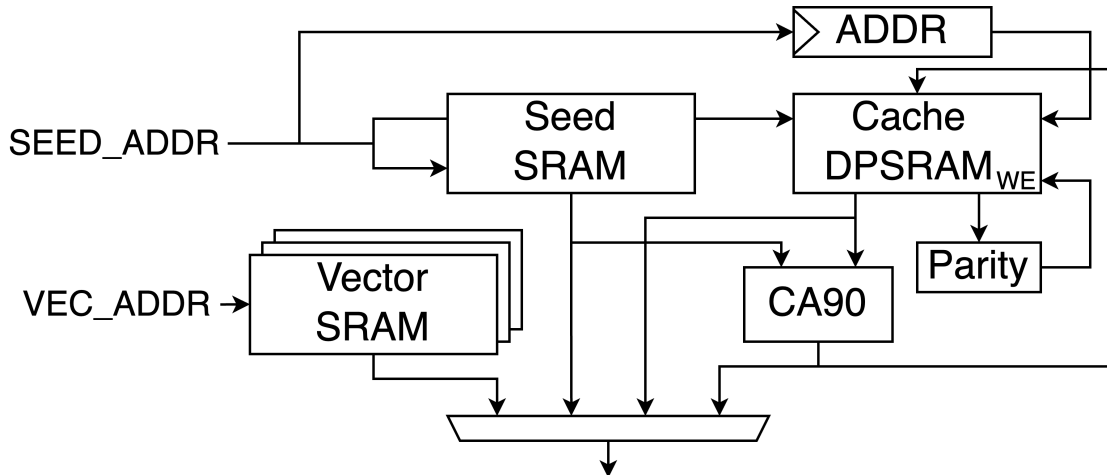 ADDR
Seed
SRAM
Cache
DPSRAM WE
SEED_ADDR
Parity
Vector
SRAM
VEC_ADDR
CA90